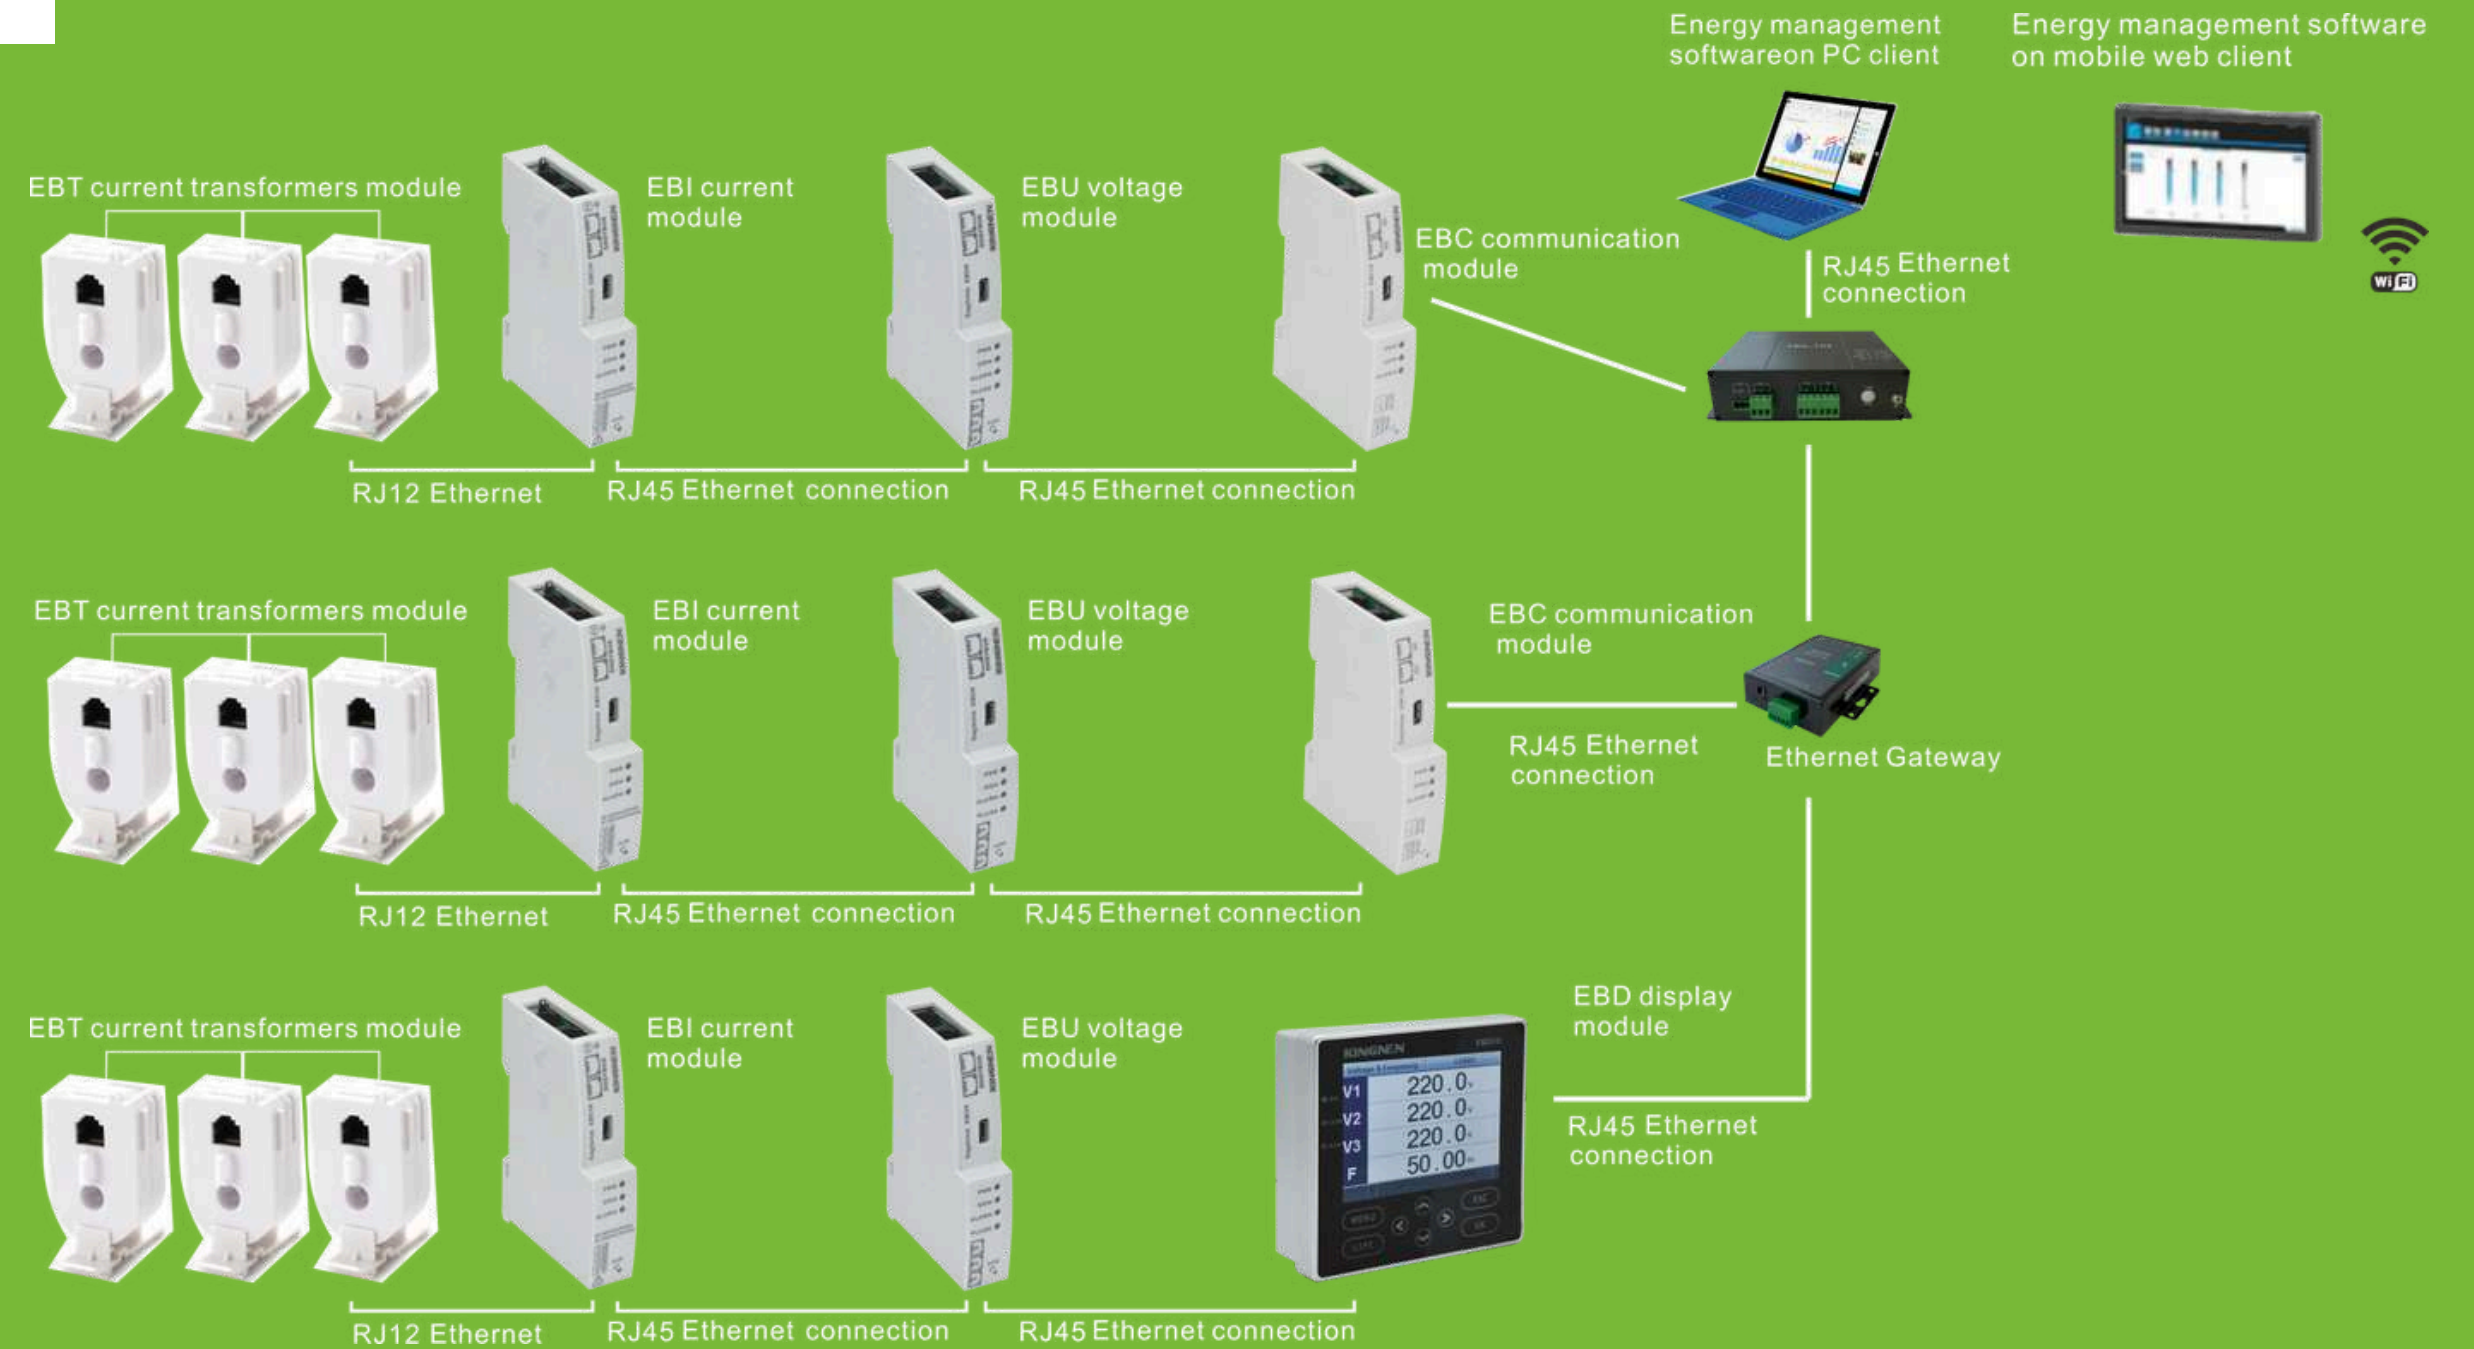 Energy management
softwareon PC client
Energy management software
on mobile web client
EBT current transformers module
EBI current
module
EBU voltage
module
EBC communication
module
RJ45 Ethernet
connection
WiFi
RJ12 Ethernet
RJ45 Ethernet connection
RJ45 Ethernet connection
EBT current transformers module
EBI current
module
EBU voltage
module
EBC communication
module
RJ45 Ethernet
connection
Ethernet Gateway
RJ12 Ethernet
RJ45 Ethernet connection
RJ45 Ethernet connection
EBT current transformers module
EBI current
module
EBU voltage
module
EBD display
module
KINGNEN
V1 220.0
V2 220.0
V3 220.0
F 50.00
RJ45 Ethernet
connection
RJ12 Ethernet
RJ45 Ethernet connection
RJ45 Ethernet connection